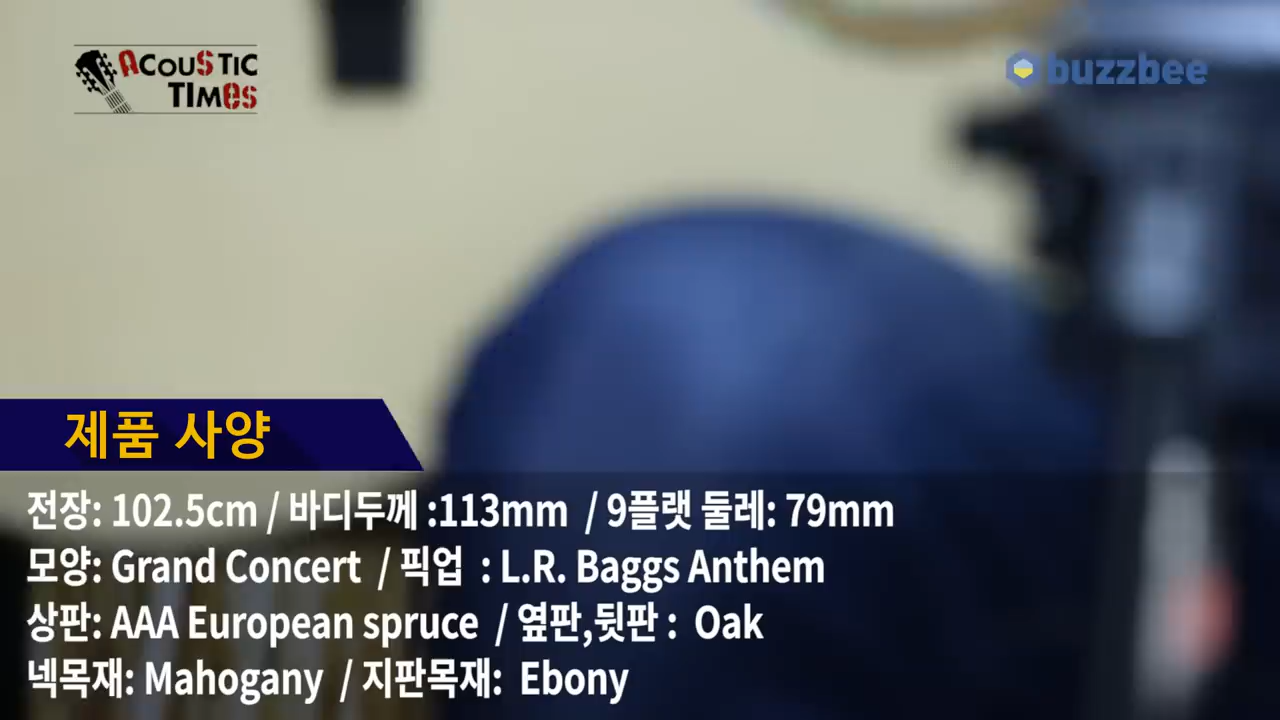 ACOUSTIC
TIMES
buzzbee
제품 사양
전장: 102.5cm / 바디두께 :113mm / 9플랫 둘레: 79mm
모양: Grand Concert / 픽업 : L.R. Baggs Anthem
상판: AAA European spruce / 옆판,뒷판 : Oak
넥목재: Mahogany / 지판목재: Ebony